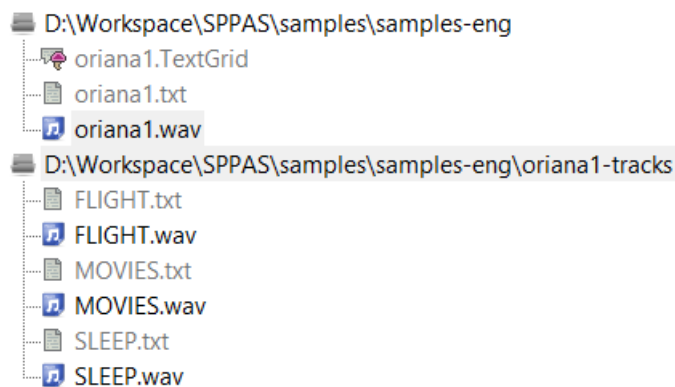 D:\Workspace\SPPAS\samples\samples-eng
oriana1.TextGrid
oriana1.txt
oriana1.wav
D:\Workspace\SPPAS\samples\samples-eng\oriana1-tracks
FLIGHT.txt
FLIGHT.wav
MOVIES.txt
MOVIES.wav
SLEEP.txt
SLEEP.wav